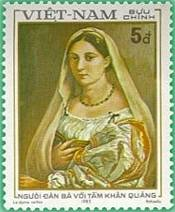 VIỆT-NAM BƯU CHÍNH
5đ
NGƯỜI ĐÀN BÀ VỚI TẤM KHĂN QUÀNG
La donna velata 1983 Raffaello